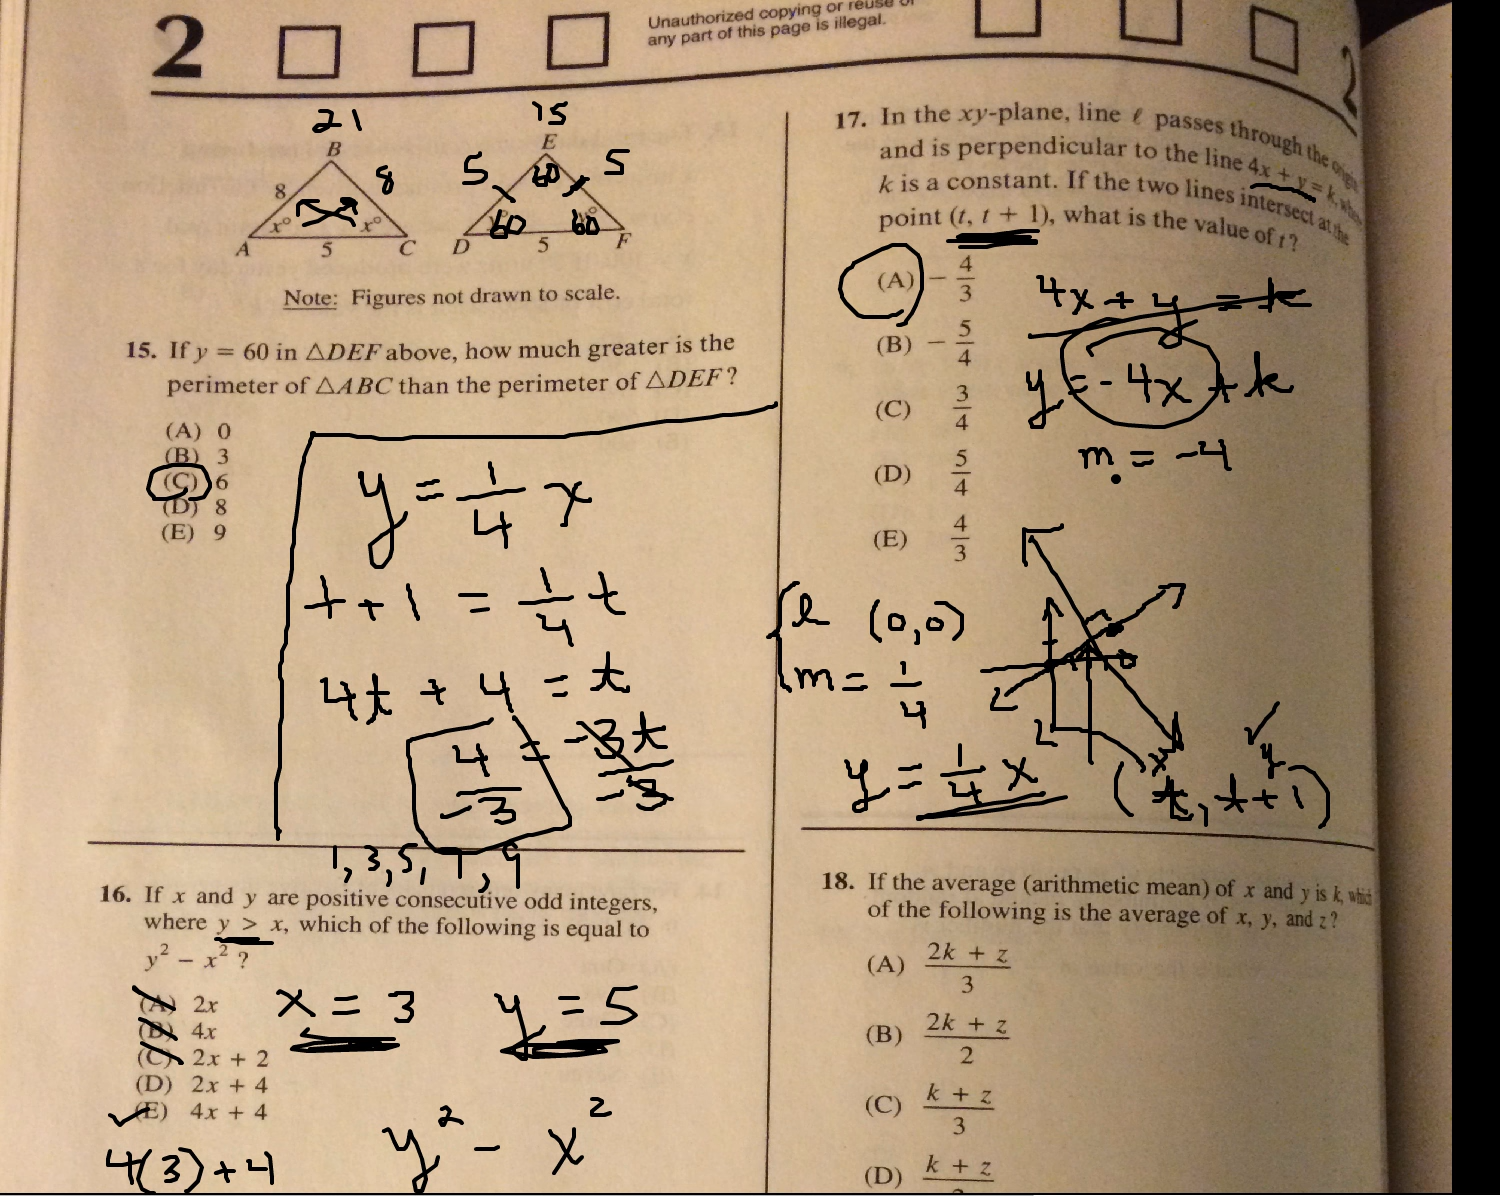 2
Unauthorized copying or reuse of
any part of this page is illegal.
2
21
B
8
8
x°
x°
A
5
C
15
E
5
5
60
60
60
D
5
F
Note: Figures not drawn to scale.
15. If y = 60 in △DEF above, how much greater is the
perimeter of △ABC than the perimeter of △DEF?
(A) 0
(B) 3
(C) 6
(D) 8
(E) 9
y = 1/4 x
t + 1 = 1/4 t
4t + 4 = t
4/-3 = -3t/-3
1, 3, 5, 7, 9
16. If x and y are positive consecutive odd integers,
where y > x, which of the following is equal to
y² − x²?
(A) 2x
(B) 4x
(C) 2x + 2
(D) 2x + 4
(E) 4x + 4
x = 3
y = 5
4(3)+4
y² - x²
17. In the xy-plane, line ℓ passes through the origin
and is perpendicular to the line 4x + y = k, where
k is a constant. If the two lines intersect at the
point (t, t + 1), what is the value of t?
(A) − 4/3
(B) − 5/4
(C) 3/4
(D) 5/4
(E) 4/3
4x + y = k
y = -4x + k
m = -4
l (0,0)
m = 1/4
y = 1/4 x
x y
(t, t+1)
18. If the average (arithmetic mean) of x and y is k, which
of the following is the average of x, y, and z?
(A) 2k + z/3
(B) 2k + z/2
(C) k + z/3
(D) k + z